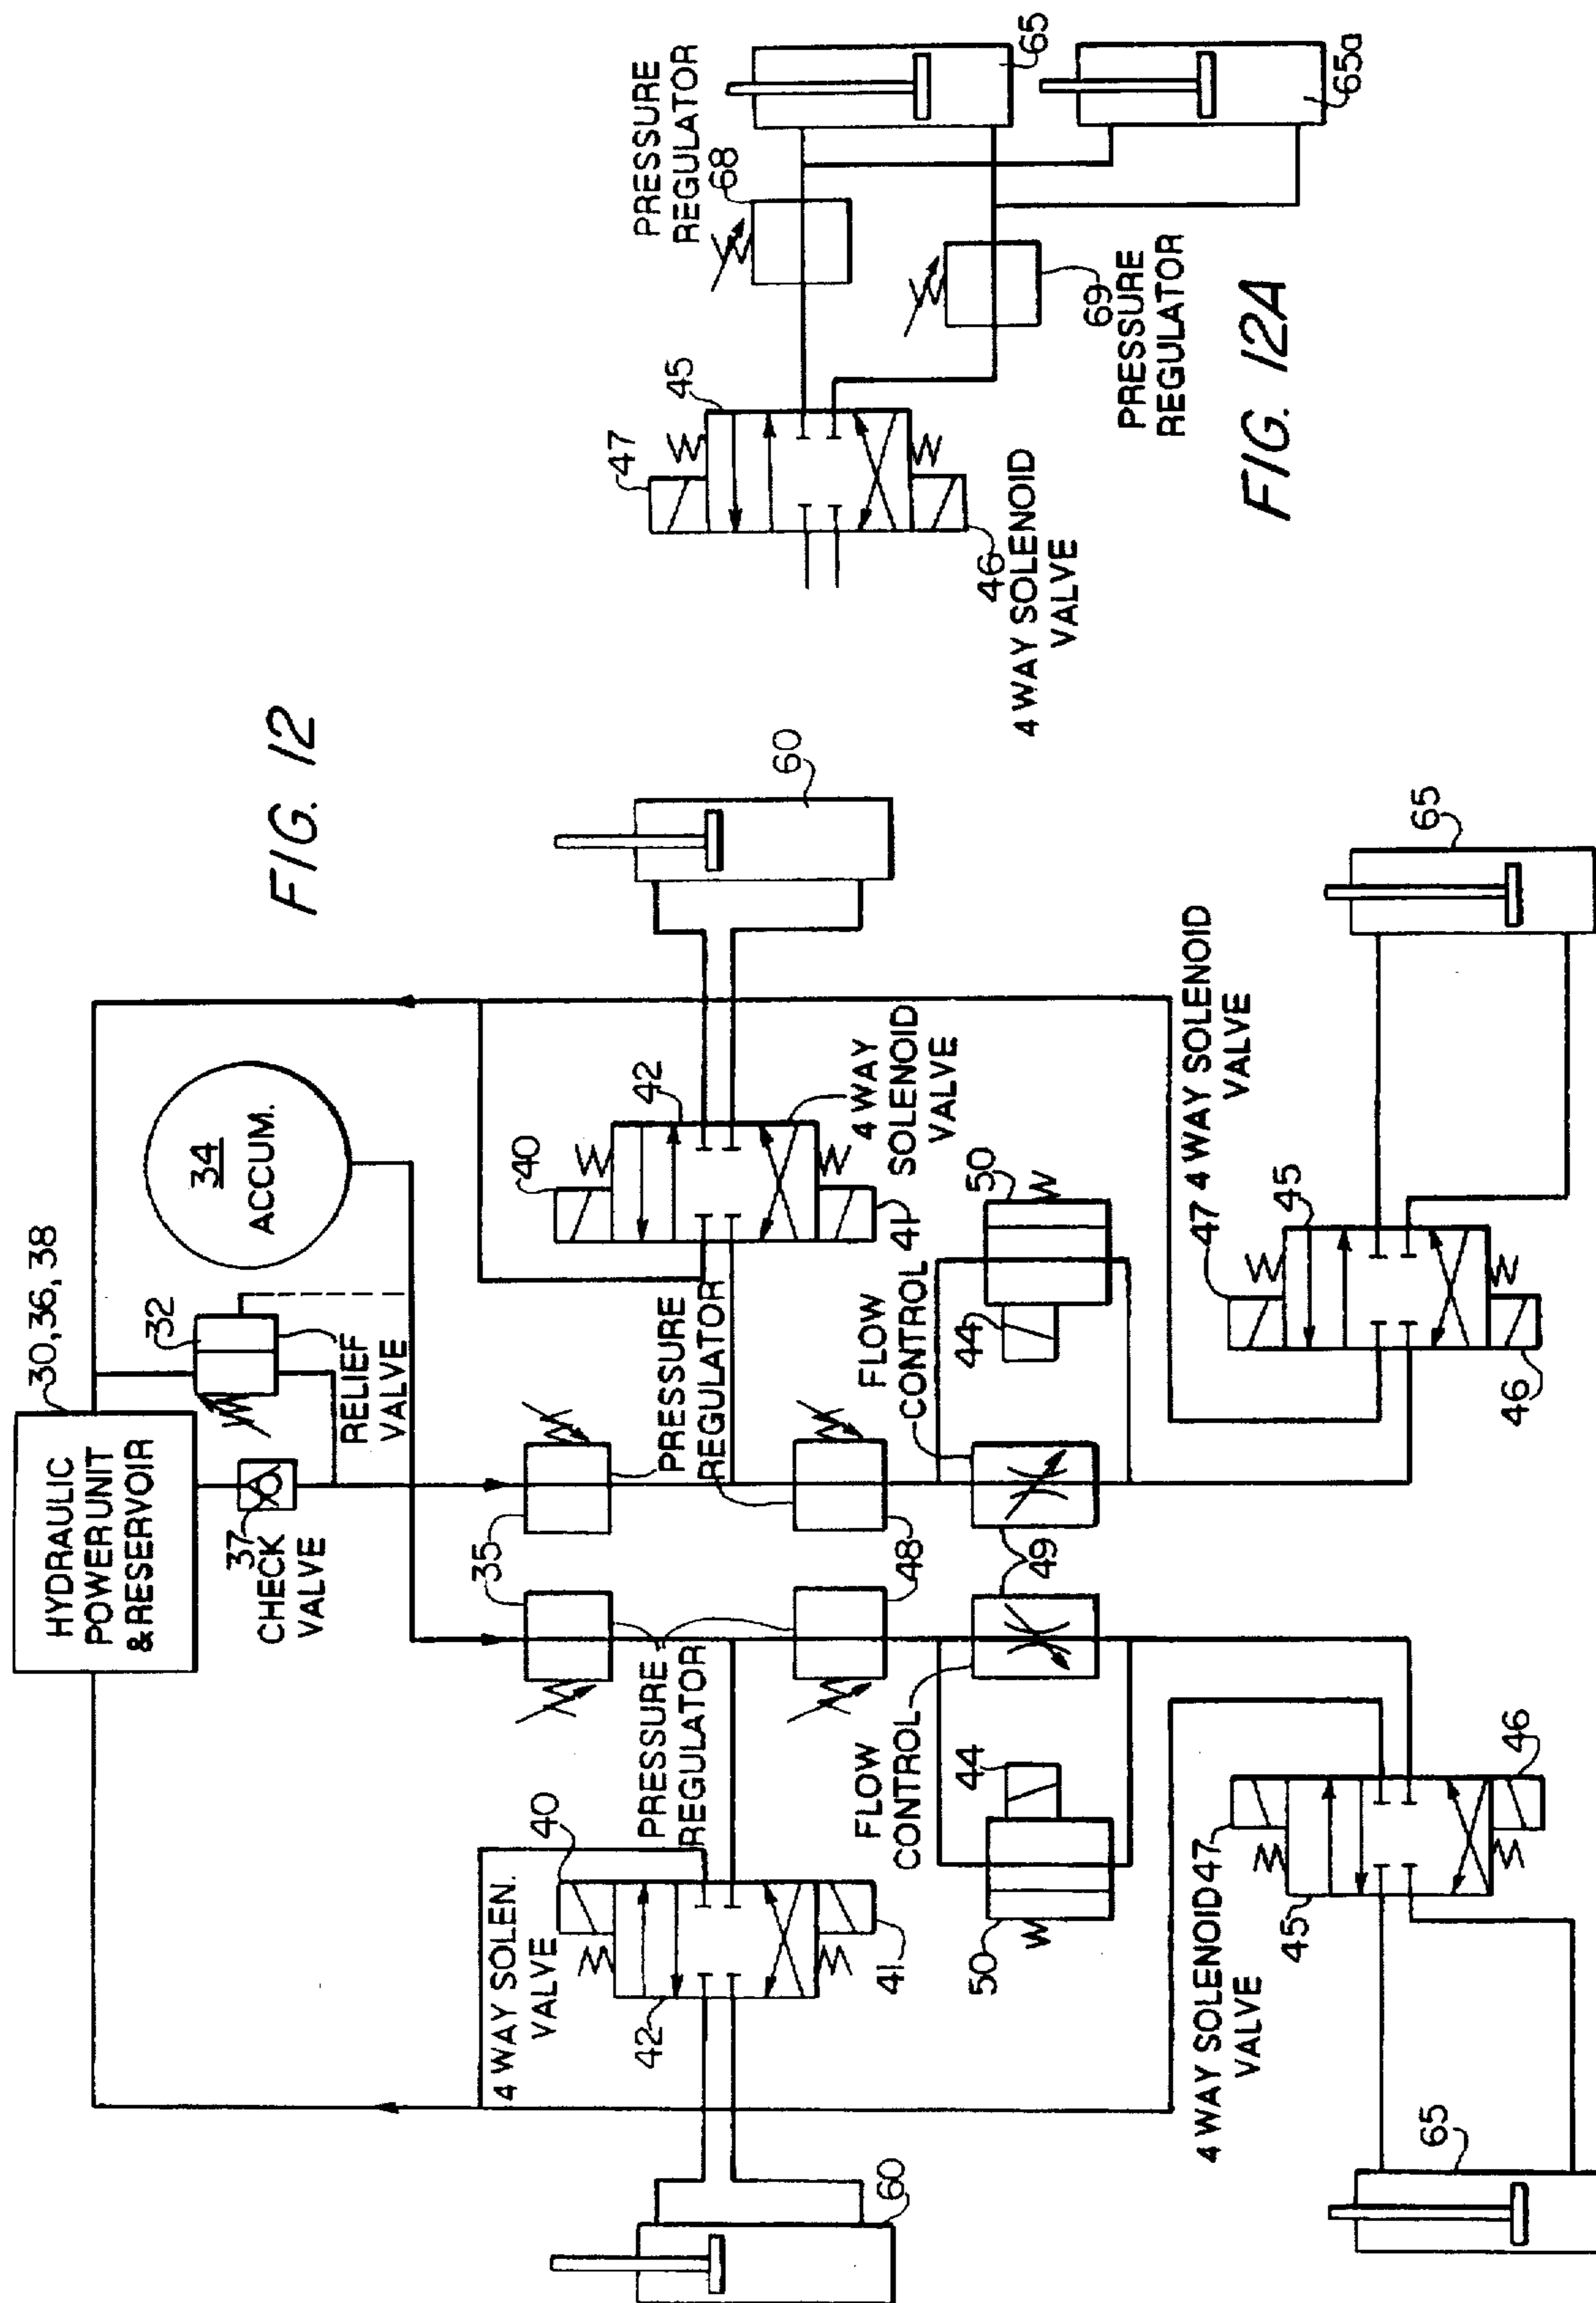 FIG. 12
HYDRAULIC
POWER UNIT
& RESERVOIR
30, 36, 38
32
RELIEF
VALVE
37
CHECK
VALVE
34
ACCUM.
35
PRESSURE
REGULATOR
PRESSURE
REGULATOR
48
4 WAY SOLEN.
VALVE
40
42
41
40
42
41
4 WAY
SOLENOID
VALVE
60
60
FLOW
CONTROL
FLOW
CONTROL
49
44
50
44
50
4 WAY SOLENOID 47
VALVE
45
46
65
47 4 WAY SOLENOID
VALVE
45
46
65
FIG. 12A
47
45
46
4 WAY SOLENOID
VALVE
PRESSURE
REGULATOR
68
69
PRESSURE
REGULATOR
65
65a